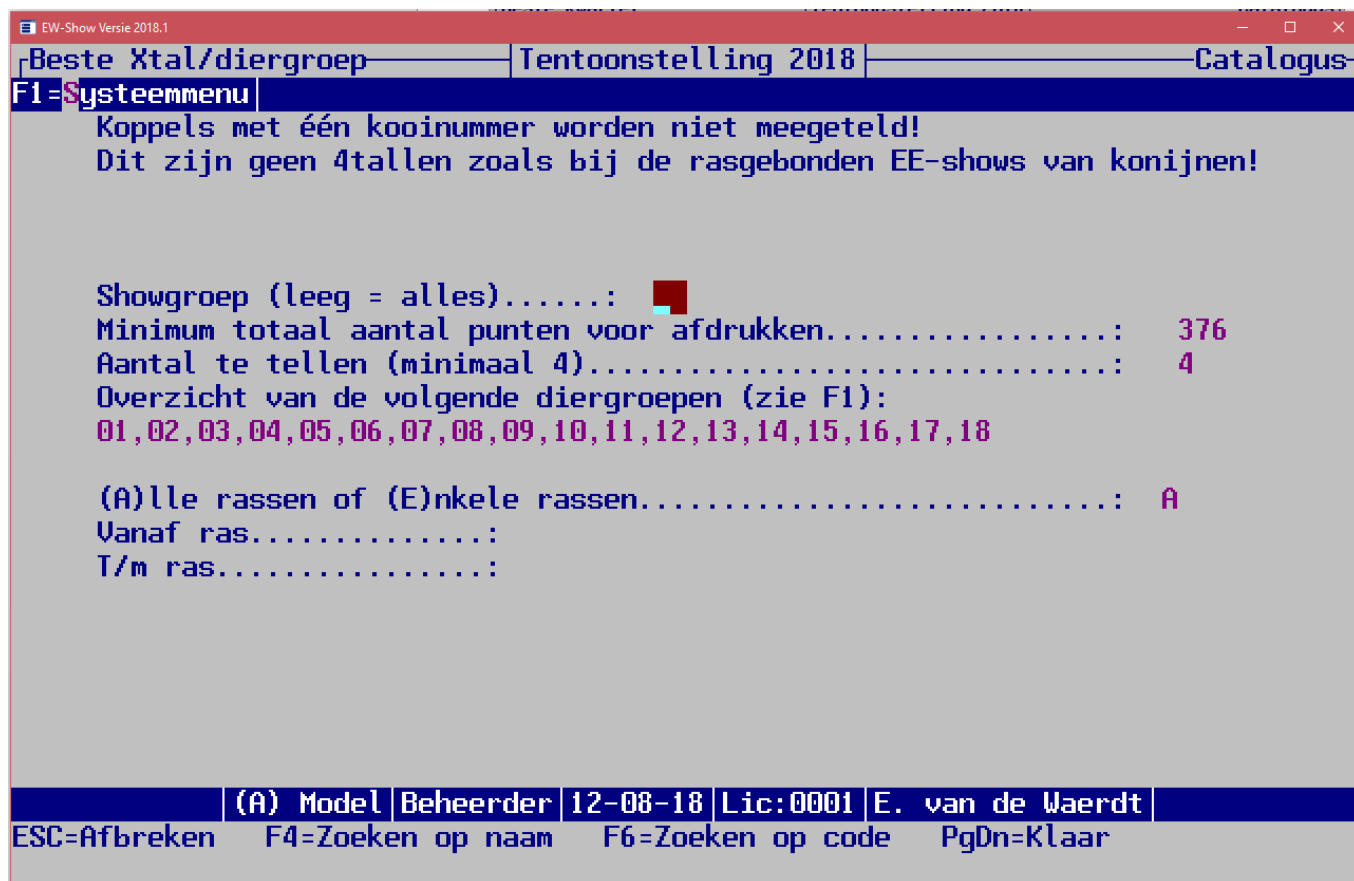 EW-Show Versie 2018.1
Beste Xtal/diergroep Tentoonstelling 2018 Catalogus
F1=Systeemmenu
Koppels met één kooinummer worden niet meegeteld!
Dit zijn geen 4tallen zoals bij de rasgebonden EE-shows van konijnen!
Showgroep (leeg = alles)......:
Minimum totaal aantal punten voor afdrukken.................: 376
Aantal te tellen (minimaal 4)...............................: 4
Overzicht van de volgende diergroepen (zie F1):
01,02,03,04,05,06,07,08,09,10,11,12,13,14,15,16,17,18
(A)lle rassen of (E)nkele rassen............................: A
Vanaf ras..............:
T/m ras................:
(A) Model|Beheerder|12-08-18|Lic:0001|E. van de Waerdt|
ESC=Afbreken F4=Zoeken op naam F6=Zoeken op code PgDn=Klaar